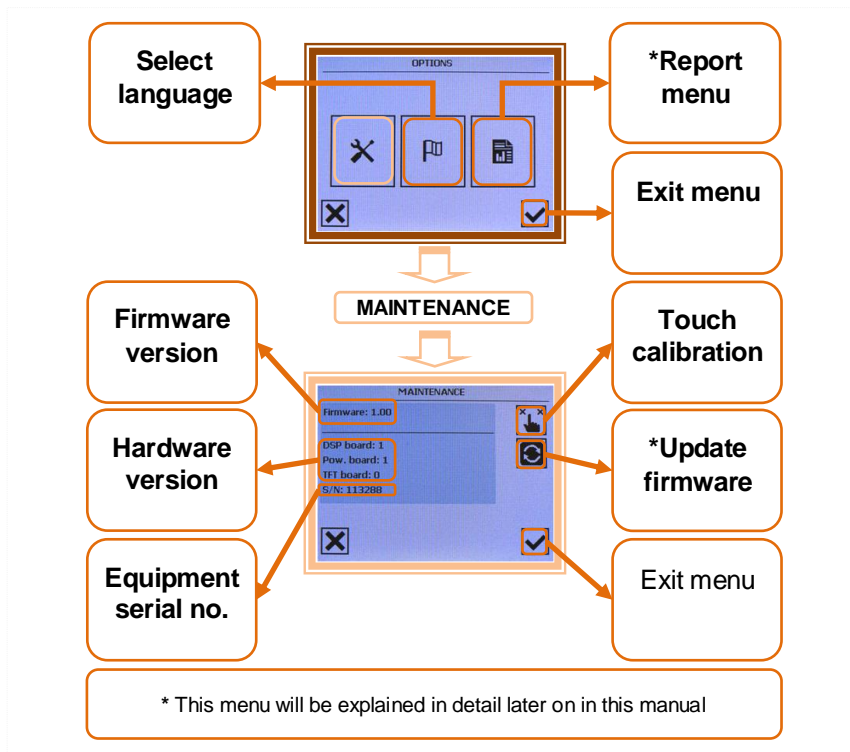 Select
language
OPTIONS
*Report
menu
Exit menu
MAINTENANCE
Firmware
version
Touch
calibration
MAINTENANCE
Firmware: 1.00
Hardware
version
DSP board: 1
Pow. board: 1
TFT board: 0
S/N: 113288
*Update
firmware
Equipment
serial no.
Exit menu
* This menu will be explained in detail later on in this manual